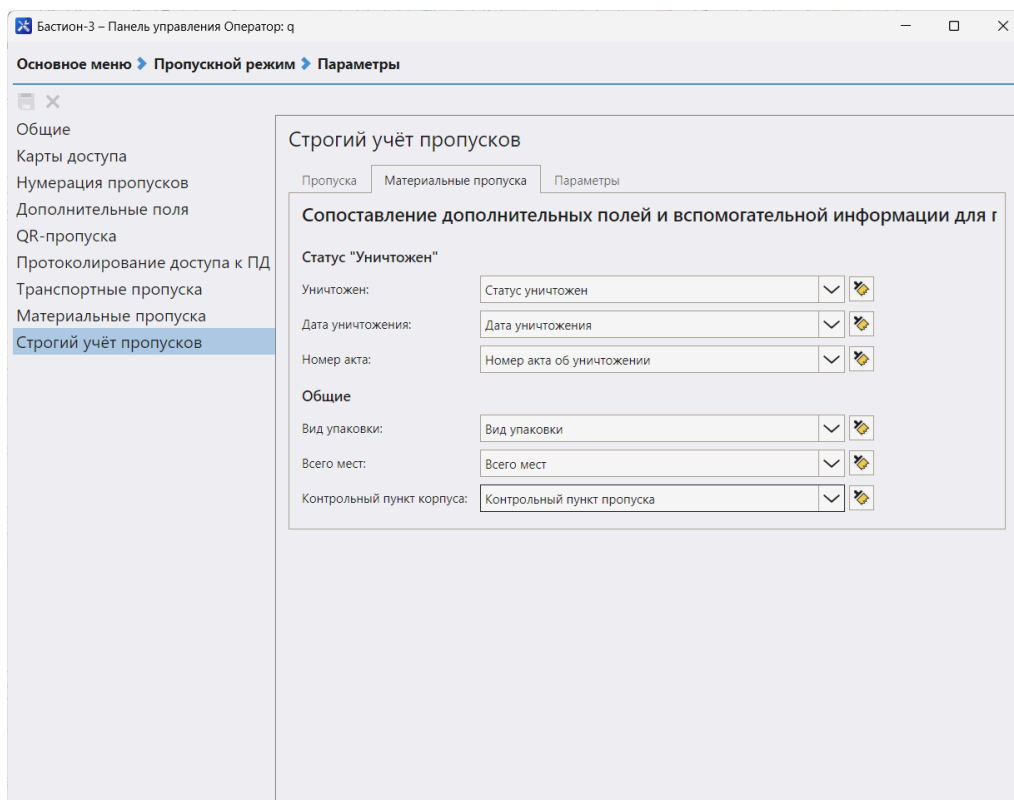 Бастион-3 – Панель управления Оператор: q
Основное меню Пропускной режим Параметры
Общие
Карты доступа
Нумерация пропусков
Дополнительные поля
QR-пропуска
Протоколирование доступа к ПД
Транспортные пропуска
Материальные пропуска
Строгий учёт пропусков
Строгий учёт пропусков
Пропуска Материальные пропуска Параметры
Сопоставление дополнительных полей и вспомогательной информации для
Статус "Уничтожен"
Уничтожен: Статус уничтожен
Дата уничтожения: Дата уничтожения
Номер акта: Номер акта об уничтожении
Общие
Вид упаковки: Вид упаковки
Всего мест: Всего мест
Контрольный пункт корпуса: Контрольный пункт пропуска